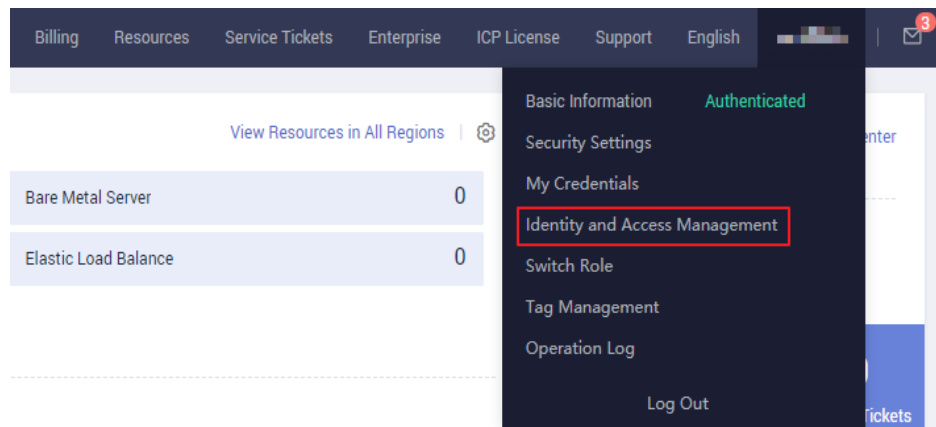 Billing Resources Service Tickets Enterprise ICP License Support English 3
Basic Information Authenticated
View Resources in All Regions
Security Settings
My Credentials
Bare Metal Server 0
Identity and Access Management
Elastic Load Balance 0
Switch Role
Tag Management
Operation Log
Log Out